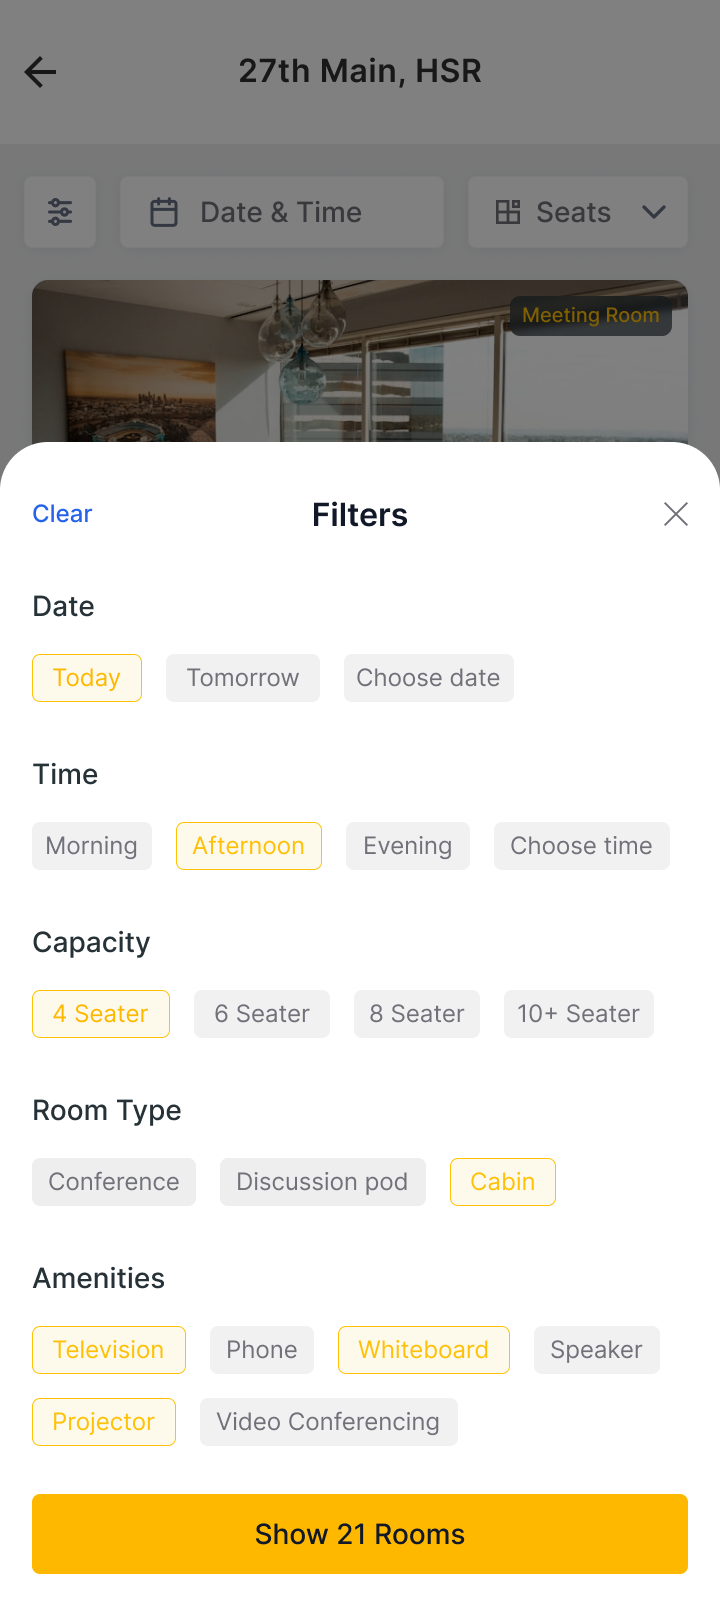 27th Main, HSR
Date & Time
Seats
Meeting Room
Clear
Filters
Date
Today
Tomorrow
Choose date
Time
Morning
Afternoon
Evening
Choose time
Capacity
4 Seater
6 Seater
8 Seater
10+ Seater
Room Type
Conference
Discussion pod
Cabin
Amenities
Television
Phone
Whiteboard
Speaker
Projector
Video Conferencing
Show 21 Rooms